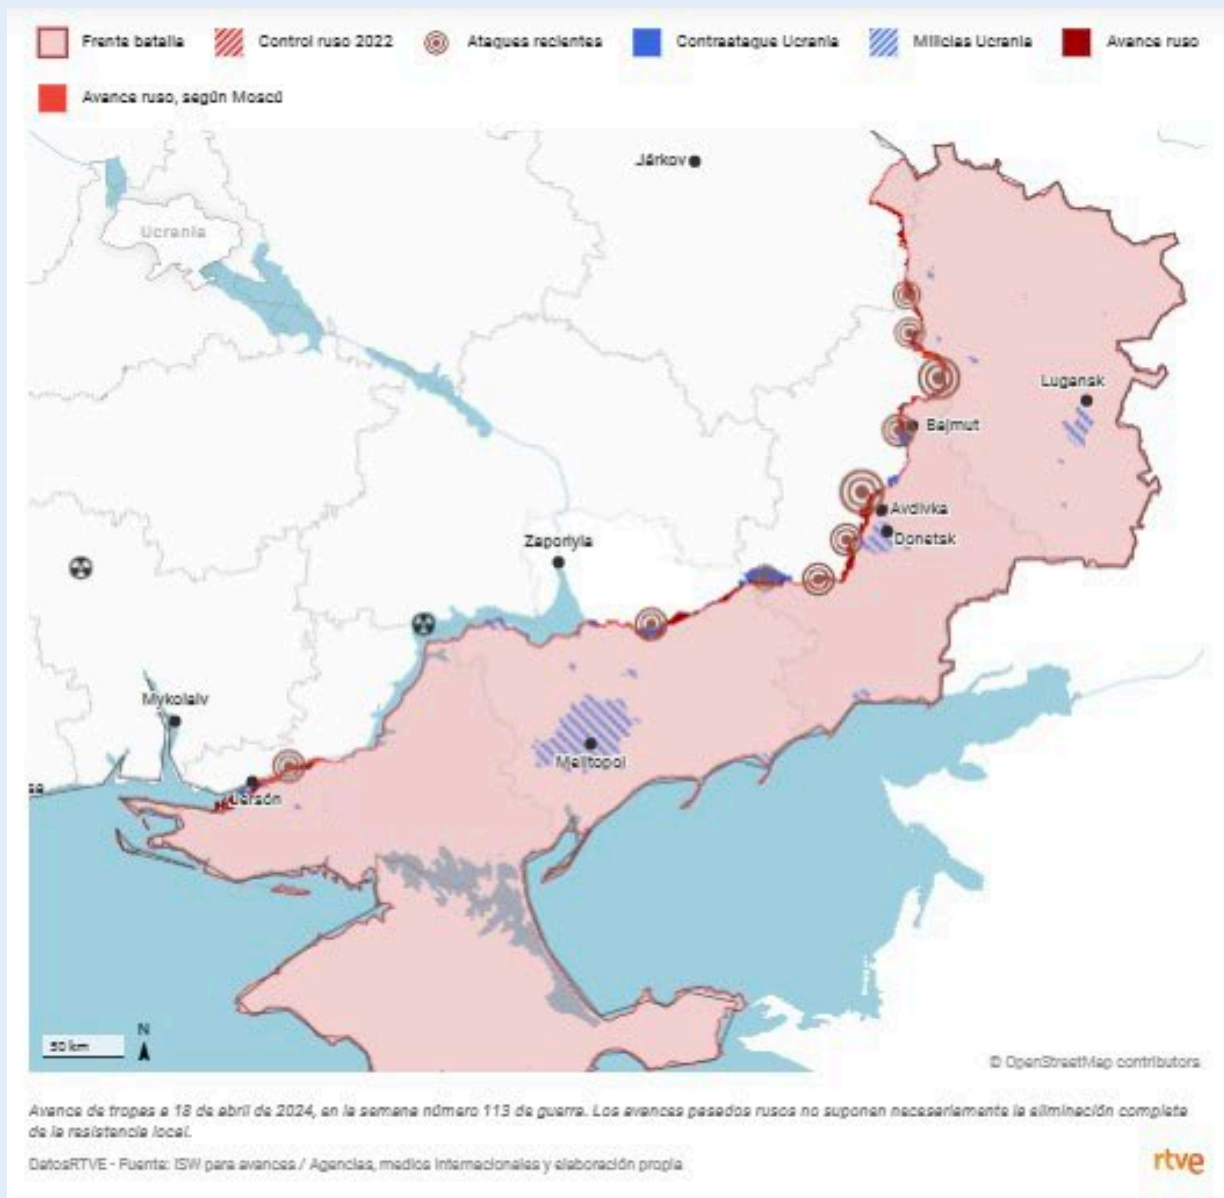 Frente batalla
Control ruso 2022
Ataques recientes
Contraataque Ucrania
Milicias Ucrania
Avance ruso
Avance ruso, según Moscú
Járkov
Ucrania
Lugansk
Bajmut
Avdivka
Donetsk
Zaporiyia
Mykolaiv
Melitopol
Jersón
sa
N
50 km
© OpenStreetMap contributors
Avance de tropas a 18 de abril de 2024, en la semana número 113 de guerra. Los avances pasados rusos no suponen necesariamente la eliminación completa
de la resistencia local.
DatosRTVE - Fuente: ISW para avances / Agencias, medios internacionales y elaboración propia
rtve